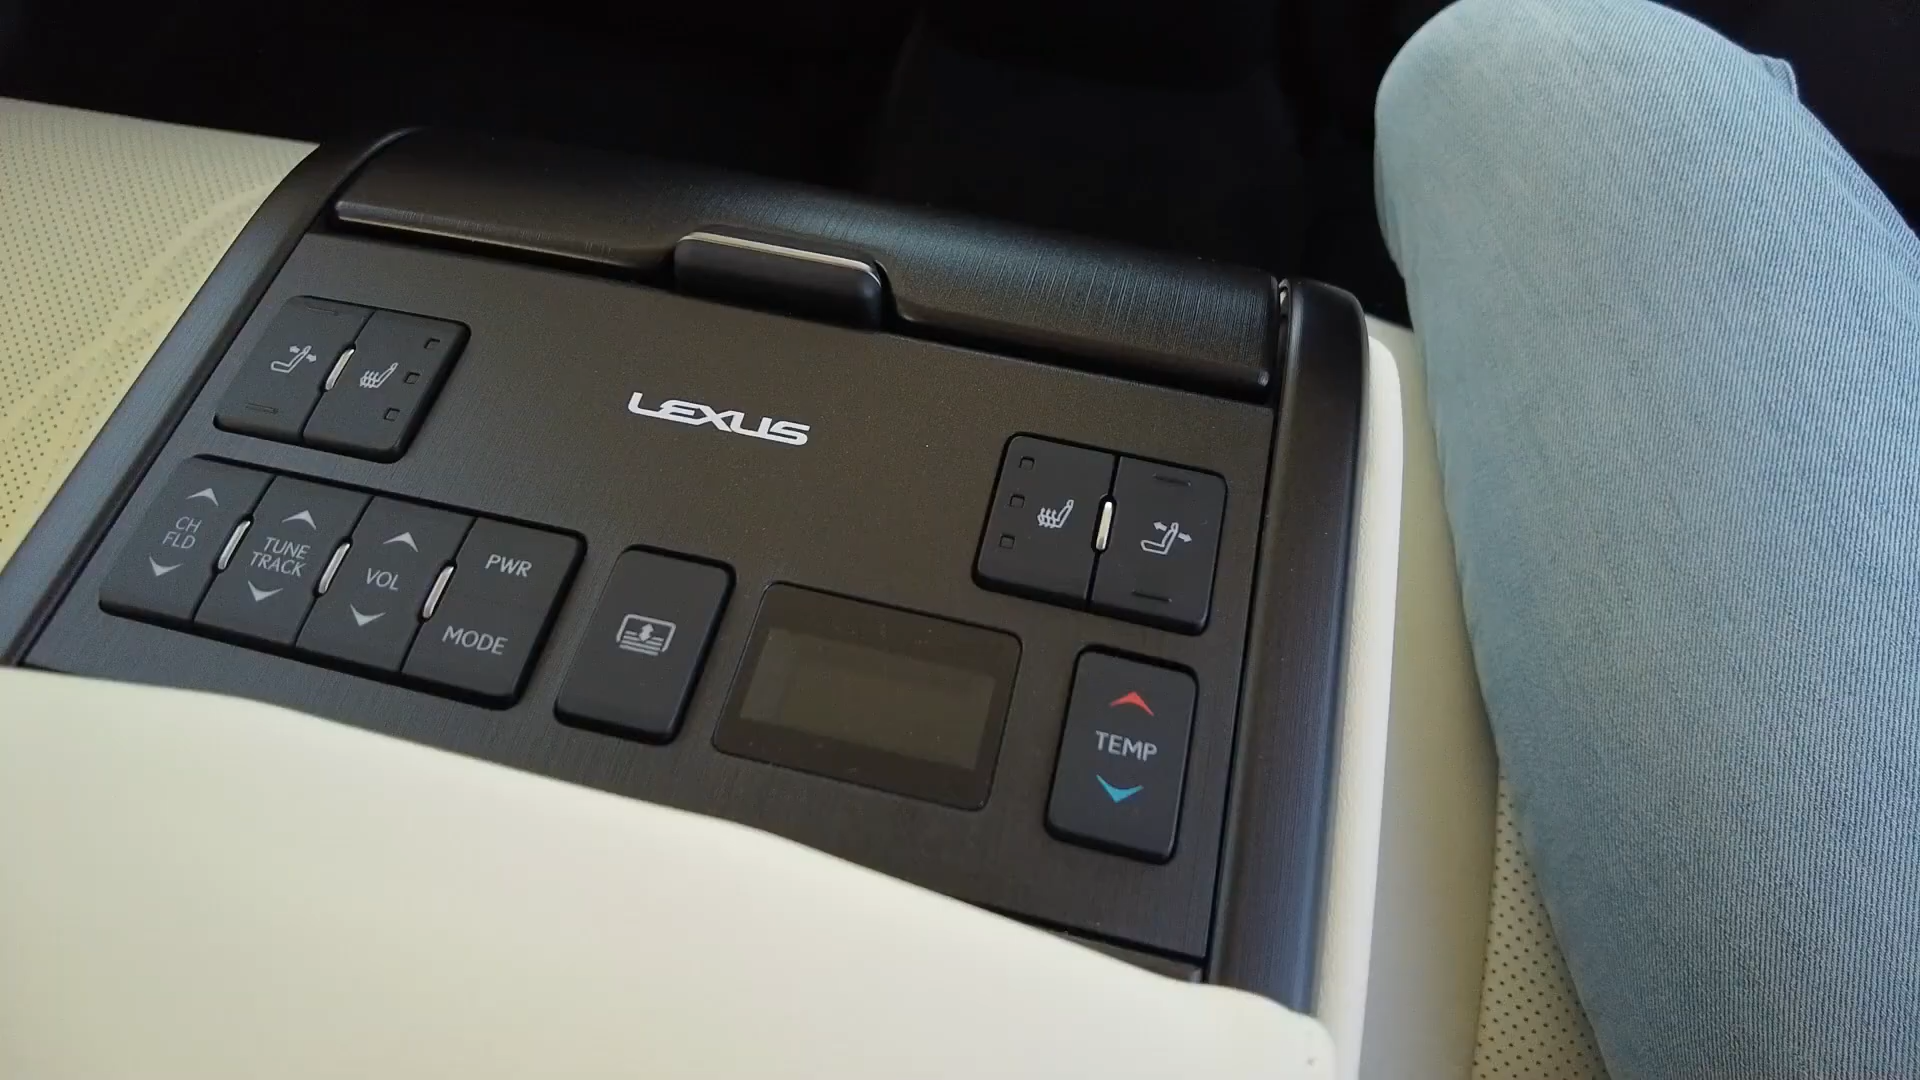 LEXUS
CH
FLD
TUNE
TRACK
VOL
PWR
MODE
TEMP